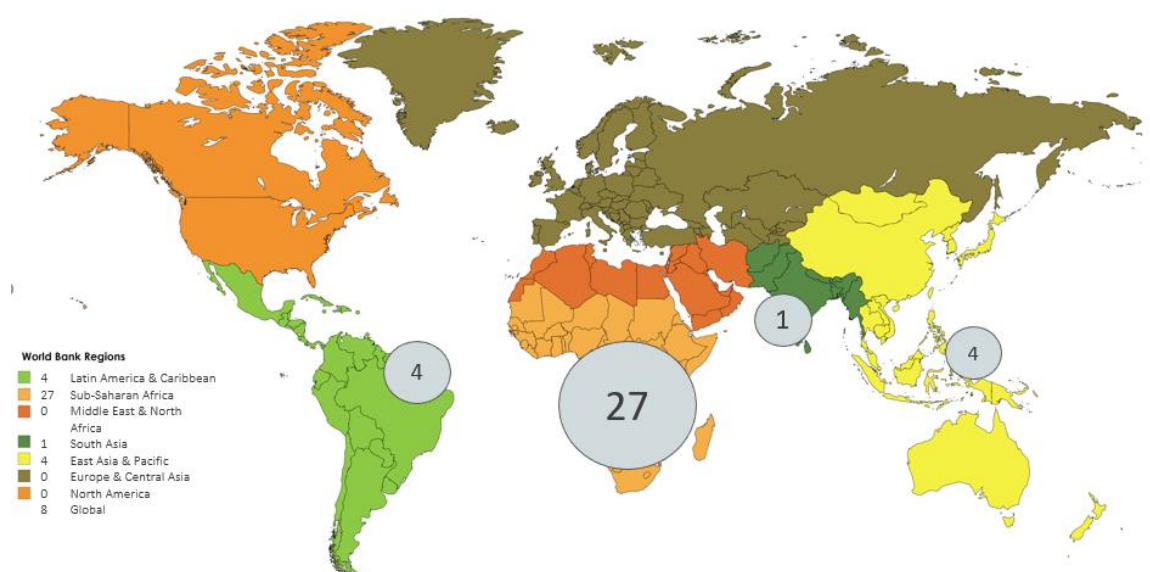 1
4
4
27
World Bank Regions
4 Latin America & Caribbean
27 Sub-Saharan Africa
0 Middle East & North
Africa
1 South Asia
4 East Asia & Pacific
0 Europe & Central Asia
0 North America
8 Global